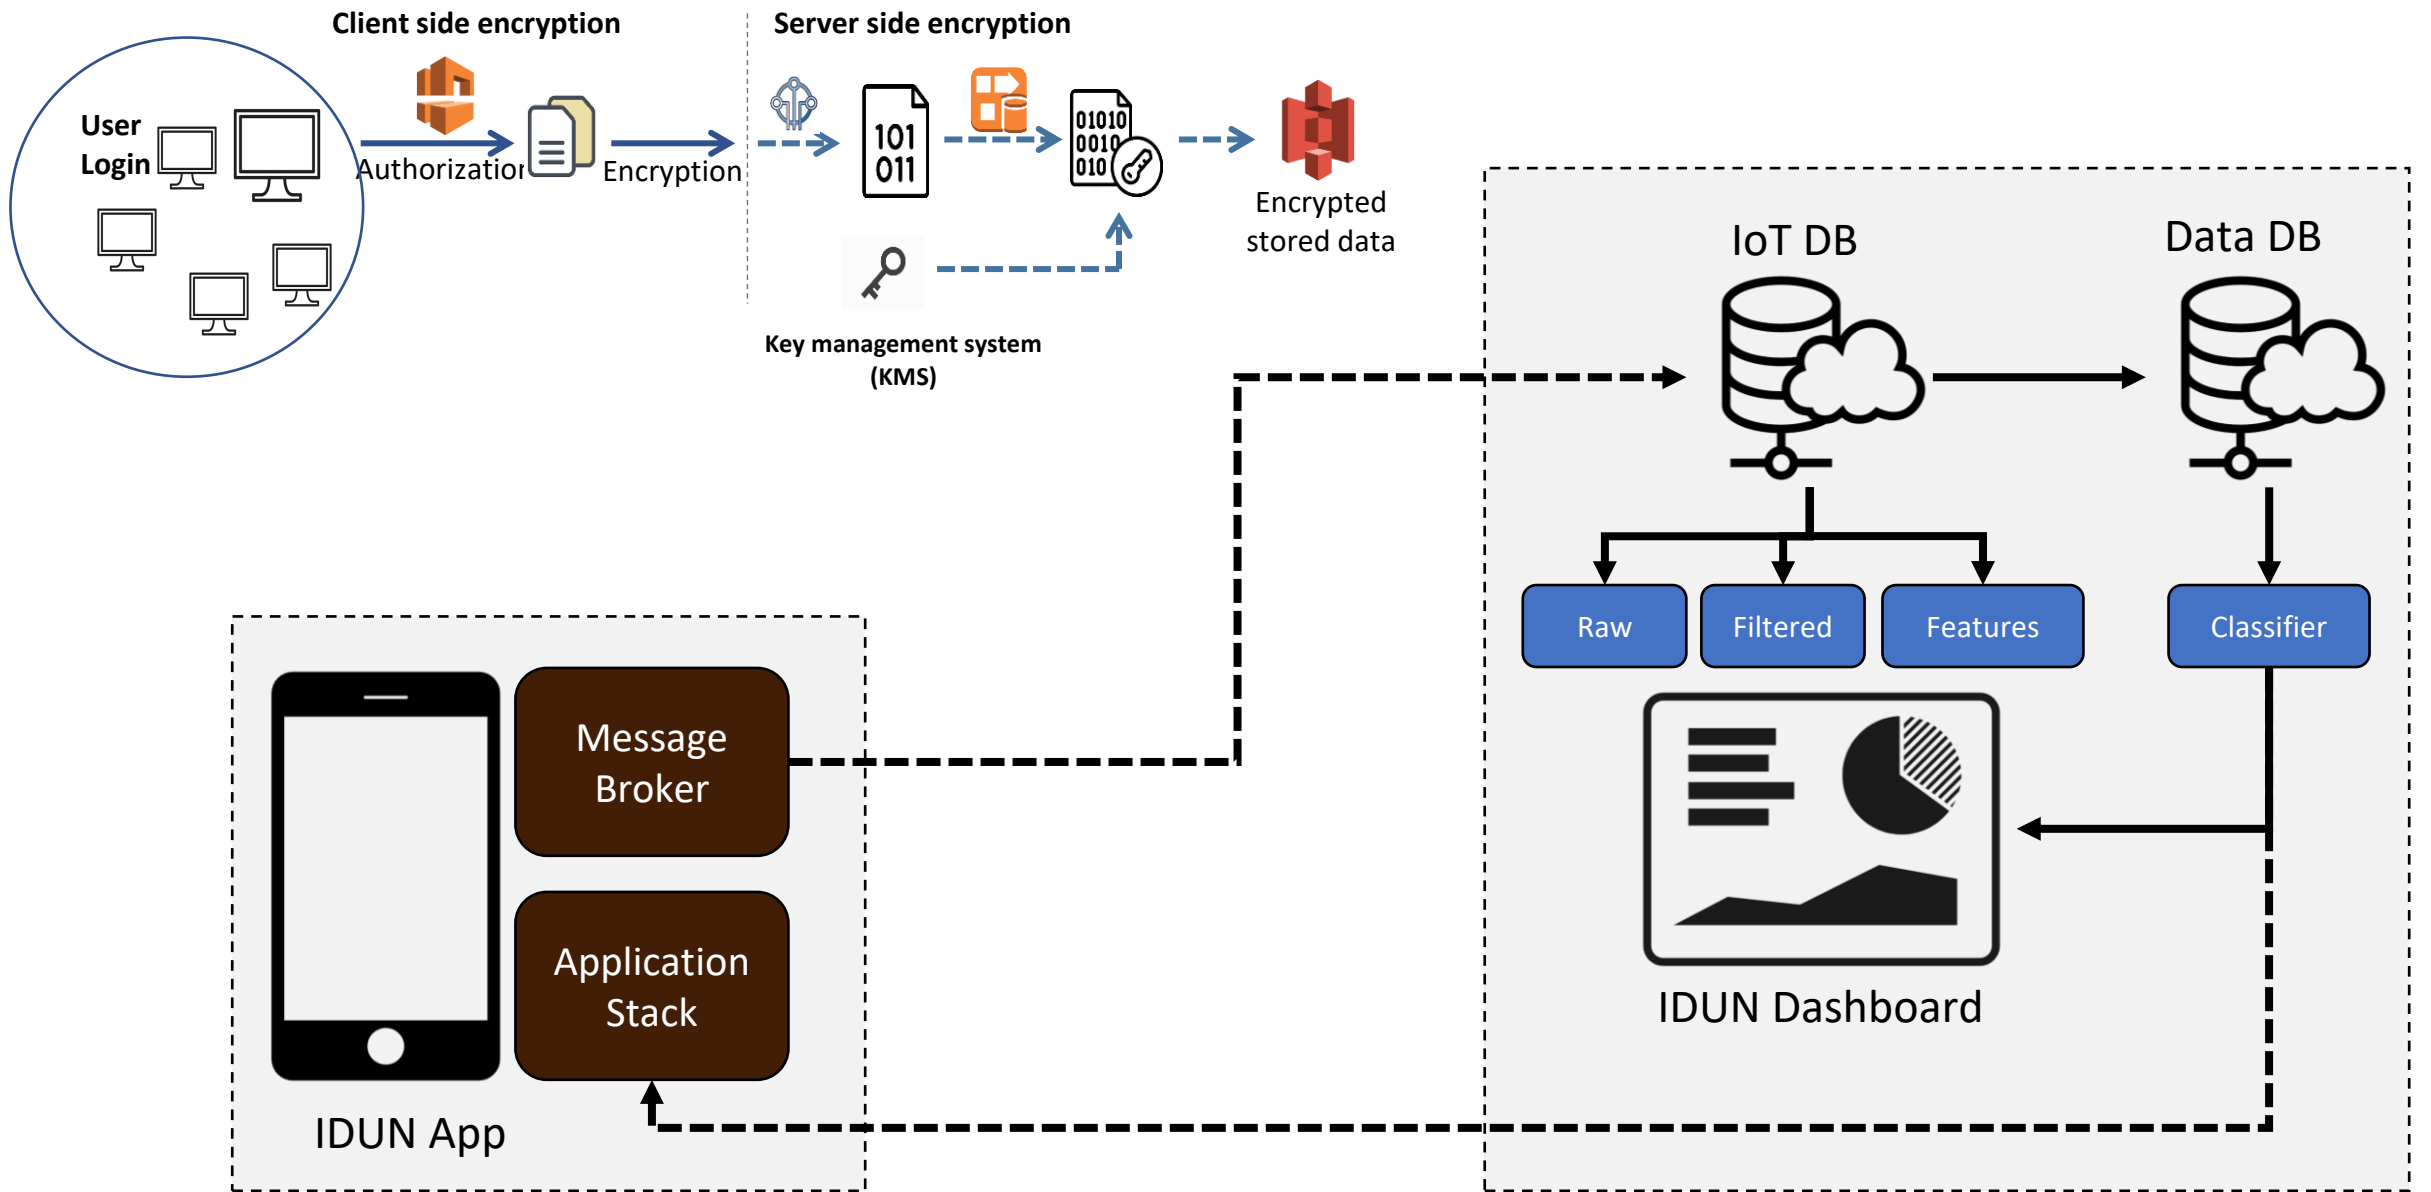 Client side encryption
Server side encryption
User
Login
Authorization
Encryption
101
011
01010
0010
010
Encrypted
stored data
Key management system
(KMS)
IoT DB
Data DB
Raw
Filtered
Features
Classifier
Message
Broker
Application
Stack
IDUN App
IDUN Dashboard